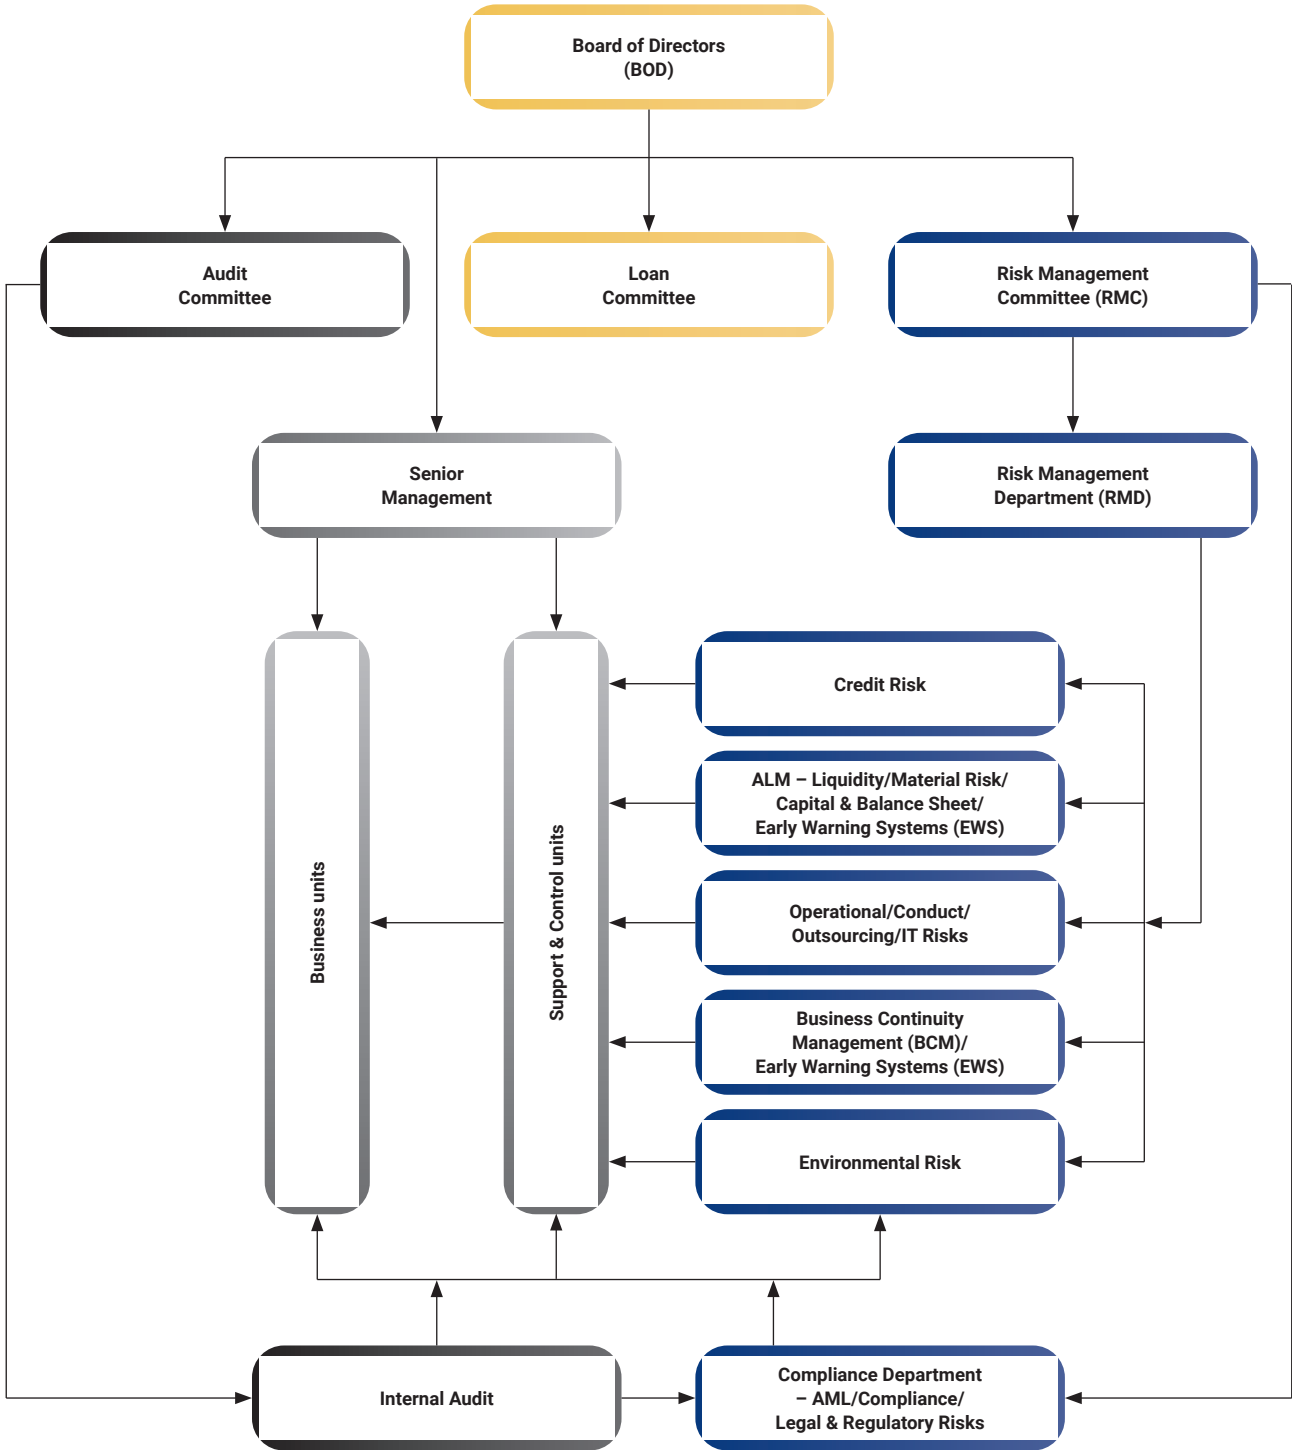 Board of Directors
(BOD)
Audit
Committee
Loan
Committee
Risk Management
Committee (RMC)
Senior
Management
Risk Management
Department (RMD)
Business units
Support & Control units
Credit Risk
ALM – Liquidity/Material Risk/
Capital & Balance Sheet/
Early Warning Systems (EWS)
Operational/Conduct/
Outsourcing/IT Risks
Business Continuity
Management (BCM)/
Early Warning Systems (EWS)
Environmental Risk
Internal Audit
Compliance Department
– AML/Compliance/
Legal & Regulatory Risks